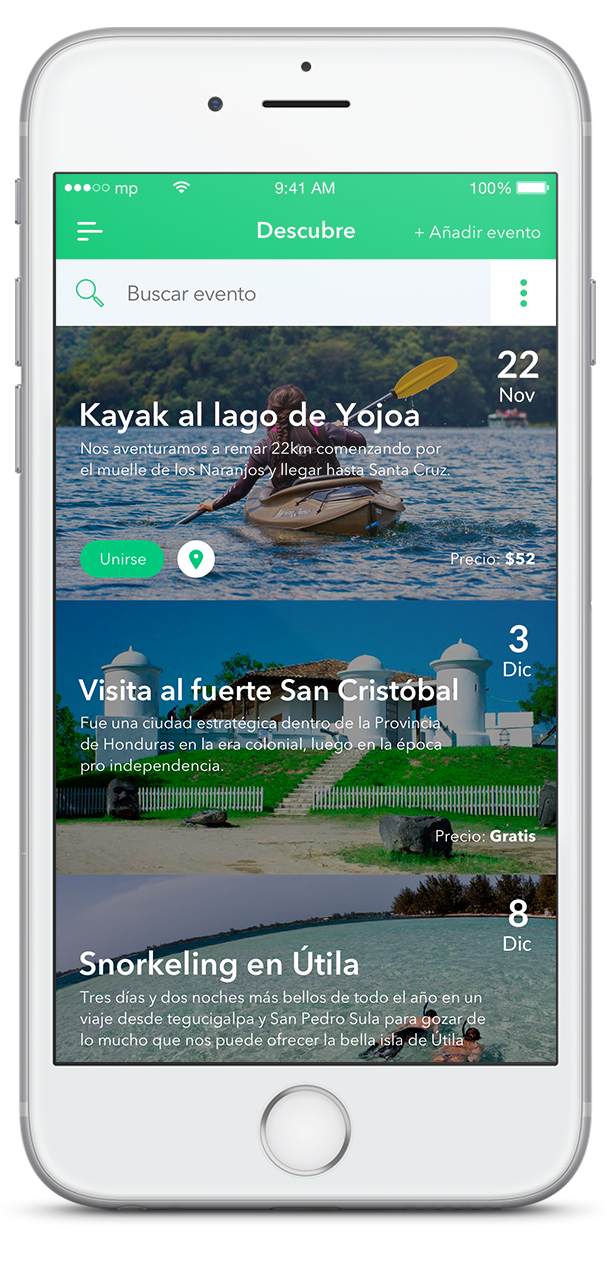 mp 9:41 AM 100%
Descubre + Añadir evento
Buscar evento
22
Nov
Kayak al lago de Yojoa
Nos aventuramos a remar 22km comenzando por
el muelle de los Naranjos y llegar hasta Santa Cruz.
Unirse Precio: $52
3
Dic
Visita al fuerte San Cristóbal
Fue una ciudad estratégica dentro de la Provincia
de Honduras en la era colonial, luego en la época
pro independencia.
Precio: Gratis
8
Dic
Snorkeling en Útila
Tres días y dos noches más bellos de todo el año en un
viaje desde tegucigalpa y San Pedro Sula para gozar de
lo mucho que nos puede ofrecer la bella isla de Útila